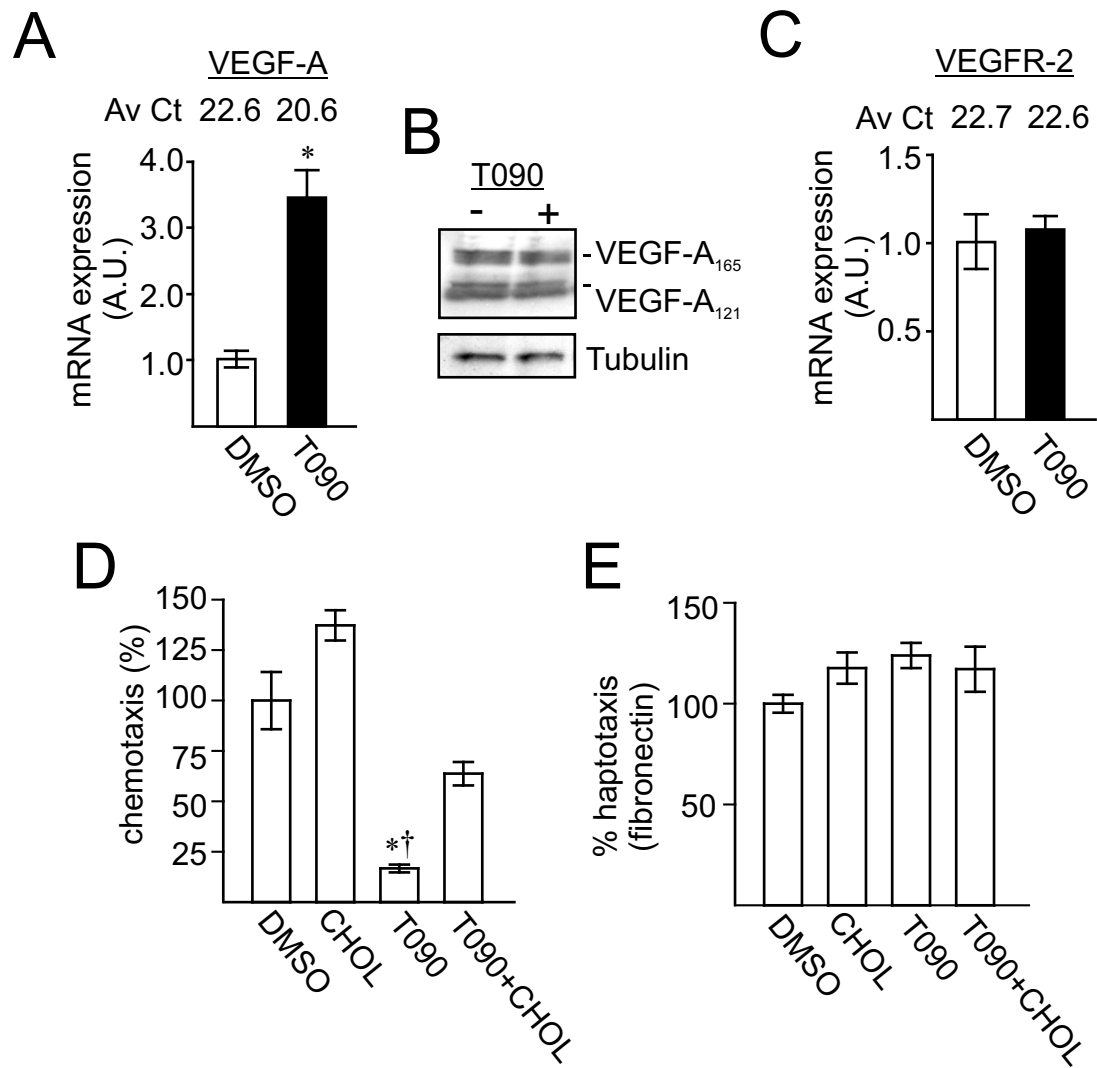 A
VEGF-A
Av Ct 22.6 20.6
mRNA expression
(A.U.)
4.0
3.0
2.0
1.0
*
DMSO
T090
B
T090
- +
-VEGF-A165
-
VEGF-A121
Tubulin
C
VEGFR-2
Av Ct 22.7 22.6
mRNA expression
(A.U.)
1.5
1.0
0.5
DMSO
T090
D
chemotaxis (%)
150
125
100
75
50
25
*†
DMSO
CHOL
T090
T090+CHOL
E
% haptotaxis
(fibronectin)
150
100
50
DMSO
CHOL
T090
T090+CHOL